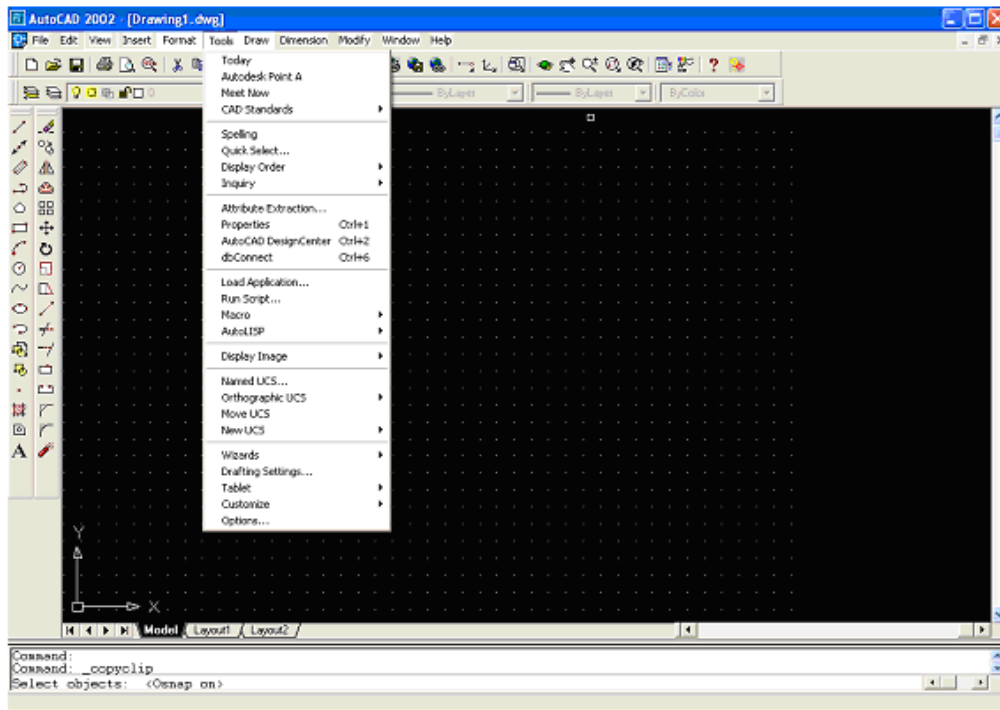 AutoCAD 2002 - [Drawing1.dwg]
File Edit View Insert Format Tools Draw Dimension Modify Window Help
Today
Autodesk Point A
Meet Now
CAD Standards
0 ByLayer ByLayer ByColor
Spelling
Quick Select...
Display Order
Inquiry
Attribute Extraction...
Properties Ctrl+1
AutoCAD DesignCenter Ctrl+2
dbConnect Ctrl+6
Load Application...
Run Script...
Macro
AutoLISP
Display Image
Named UCS...
Orthographic UCS
Move UCS
New UCS
Wizards
Drafting Settings...
Tablet
Customize
Options...
A
Y
X
Model Layout1 Layout2
Command:
Command: _copyclip
Select objects: <Osnap on>